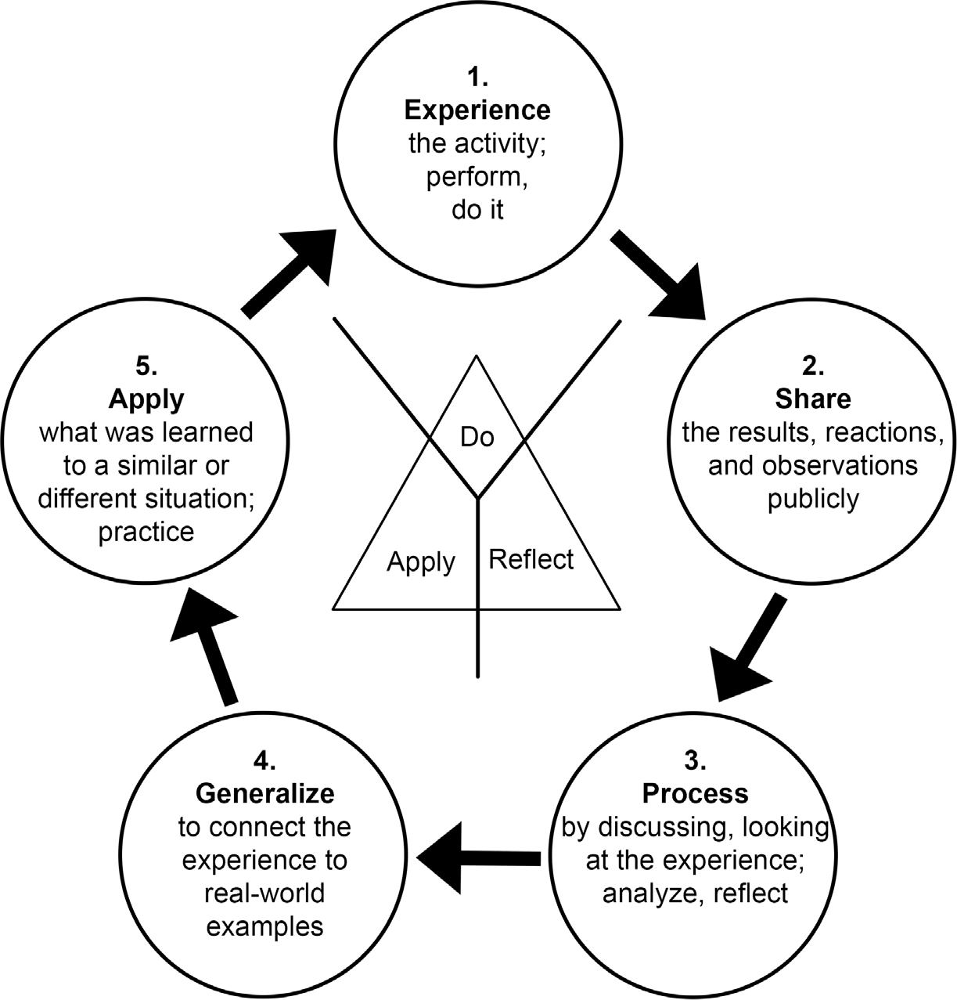 1.
Experience
the activity;
perform,
do it
2.
Share
the results, reactions,
and observations
publicly
3.
Process
by discussing, looking
at the experience;
analyze, reflect
4.
Generalize
to connect the
experience to
real-world
examples
5.
Apply
what was learned
to a similar or
different situation;
practice
Do
Apply
Reflect